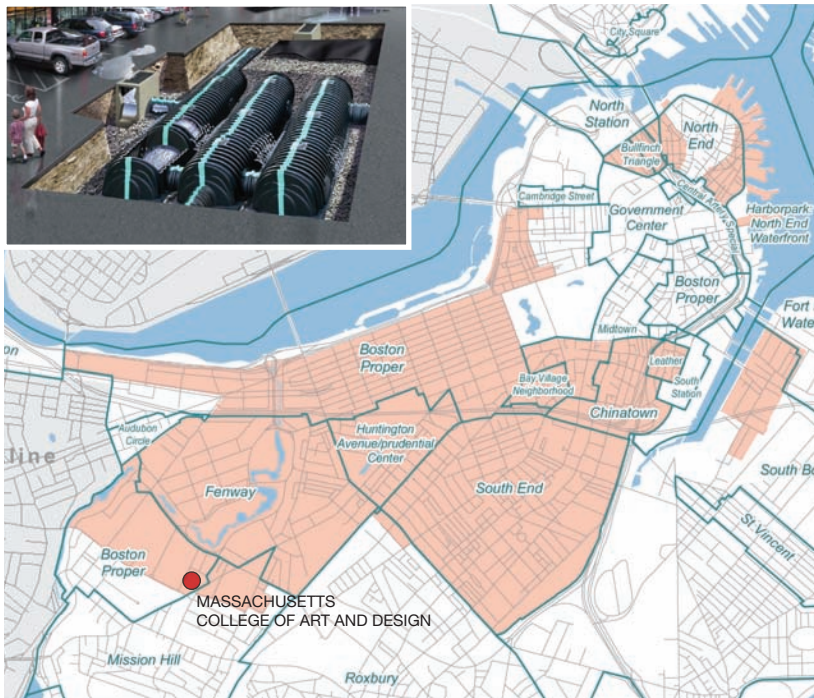 City Square
North
Station
North
End
Bullfinch
Triangle
Central Artery Special
Cambridge Street
Government
Center
Harborpark:
North End
Waterfront
Boston
Proper
Fort
Midtown
Leather
South
Station
Boston
Proper
Bay Village
Neighborhood
Chinatown
Audubon
Circle
Huntington
Avenue/prudential
Center
line
Fenway
South End
South
St. Vincent
Boston
Proper
MASSACHUSETTS
COLLEGE OF ART AND DESIGN
Mission Hill
Roxbury